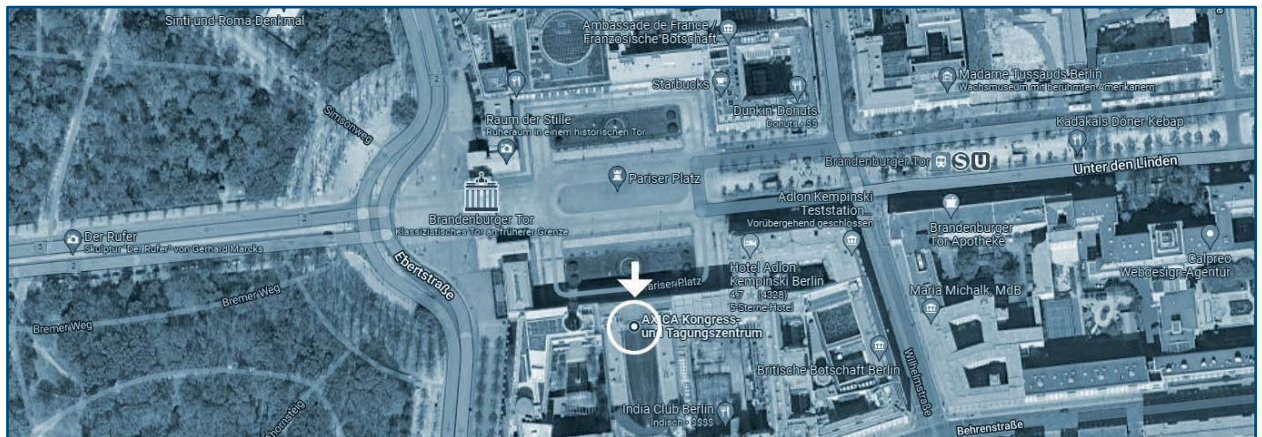 Sinti-und-Roma-Denkmal
Ambassade de France /
Französische Botschaft
Starbucks
Dunkin Donuts
Donuts · $$
Madame Tussauds Berlin
Wachsmuseum mit berühmten Amerikanern
Kadakals Döner Kebap
Simsonweg
Raum der Stille
Ruheraum in einem historischen Tor
Brandenburger Tor
S U
Unter den Linden
Pariser Platz
Brandenburger Tor
Klassizistisches Tor an früherer Grenze
Adlon Kempinski
Teststation...
Vorübergehend geschlossen
Brandenburger
Tor Apotheke
Der Rufer
Skulptur "Der Rufer" von Gerhard Marcks
Ebertstraße
Hotel Adlon
Kempinski Berlin
4,7 ☆ (4328)
5-Sterne-Hotel
Calpreo
Webdesign-Agentur
Pariser Platz
Maria Michalk, MdB
Bremer Weg
Bremer Weg
AXICA Kongress-
und Tagungszentrum
Britische Botschaft Berlin
Wilhelmstraße
India Club Berlin
Indisch · $$$$
Behrenstraße